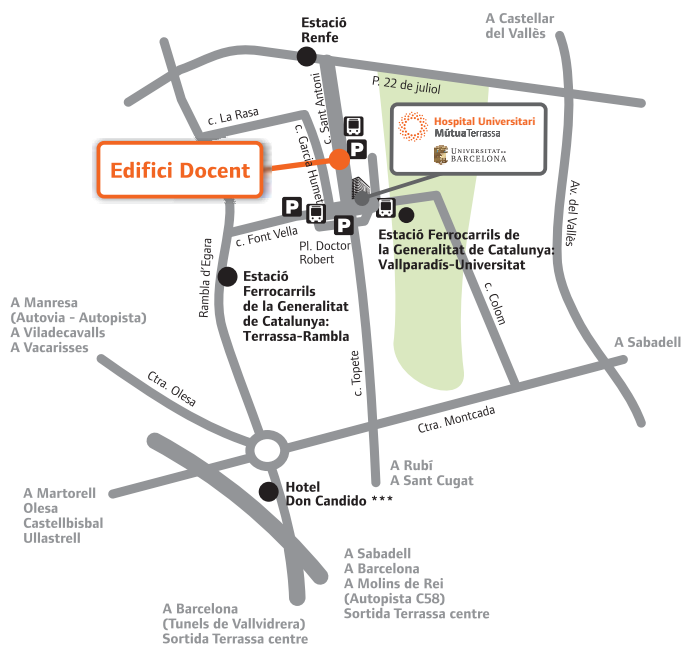 A Castellar
del Vallès
Estació
Renfe
P. 22 de juliol
c. Sant Antoni
c. La Rasa
c. Garcia Humet
P
Hospital Universitari
MútuaTerrassa
UNIVERSITAT DE
BARCELONA
Edifici Docent
Av. del Vallès
P
P
c. Font Vella
Pl. Doctor
Robert
Estació Ferrocarrils de
la Generalitat de Catalunya:
Vallparadís-Universitat
Rambla d'Egara
Estació
Ferrocarrils
de la Generalitat
de Catalunya:
Terrassa-Rambla
c. Colom
A Manresa
(Autovia - Autopista)
A Viladecavalls
A Vacarisses
A Sabadell
c. Topete
Ctra. Olesa
Ctra. Montcada
A Rubí
A Sant Cugat
Hotel
Don Candido ***
A Martorell
Olesa
Castellbisbal
Ullastrell
A Sabadell
A Barcelona
A Molins de Rei
(Autopista C58)
Sortida Terrassa centre
A Barcelona
(Tunels de Vallvidrera)
Sortida Terrassa centre